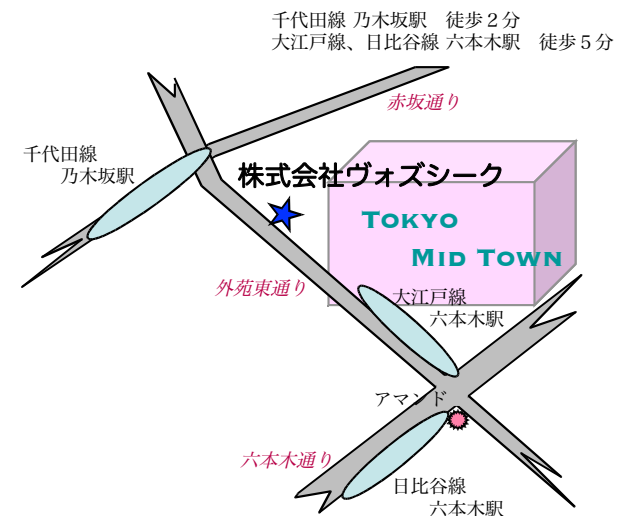 千代田線 乃木坂駅　徒歩２分
大江戸線、日比谷線 六本木駅　徒歩５分
赤坂通り
千代田線
乃木坂駅
株式会社ヴォズシーク
TOKYO
MID TOWN
外苑東通り
大江戸線
六本木駅
アマンド
六本木通り
日比谷線
六本木駅